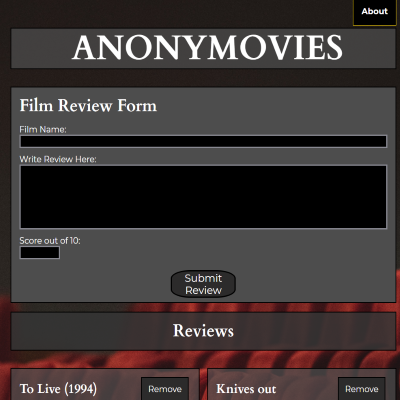 About
ANONYMOVIES
Film Review Form
Film Name:
Write Review Here:
Score out of 10:
Submit
Review
Reviews
To Live (1994)
Remove
Knives out
Remove